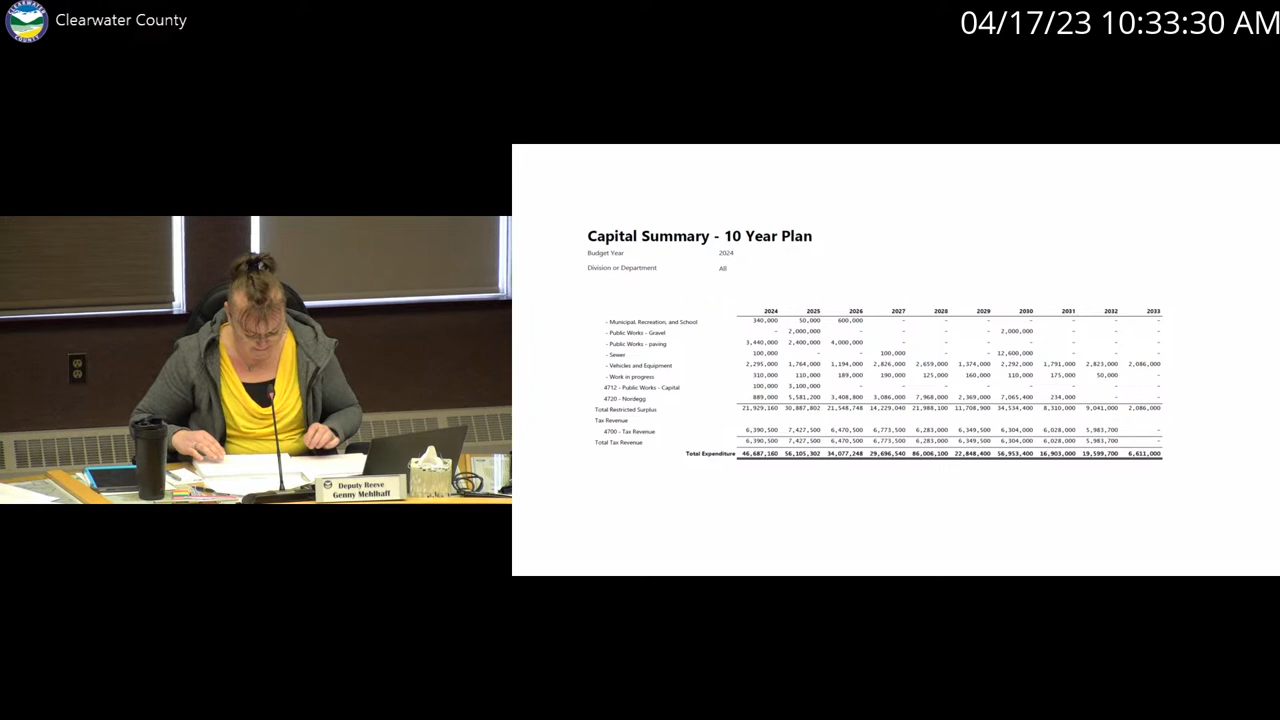 Clearwater County
04/17/23 10:33:30 AM
Deputy Reeve
Genny Mehlhaff
Capital Summary - 10 Year Plan
Budget Year 2024
Division or Department All
2024 2025 2026 2027 2028 2029 2030 2031 2032 2033
- Municipal, Recreation, and School 340,000 50,000 600,000 - - - - - - -
- Public Works - Gravel - 2,000,000 - - - - 2,000,000 - - -
- Public Works - paving 3,440,000 2,400,000 4,000,000 - - - - - - -
- Sewer 100,000 - - 100,000 - - 12,600,000 - - -
- Vehicles and Equipment 2,295,000 1,764,000 1,194,000 2,826,000 2,659,000 1,374,000 2,292,000 1,791,000 2,823,000 2,086,000
- Work in progress 310,000 110,000 189,000 190,000 125,000 160,000 110,000 175,000 50,000 -
4712 - Public Works - Capital 100,000 3,100,000 - - - - - - - -
4720 - Nordegg 889,000 5,581,200 3,408,800 3,086,000 7,968,000 2,369,000 7,065,400 234,000 - -
Total Restricted Surplus 21,929,160 30,887,802 21,548,748 14,229,040 21,988,100 11,708,900 34,534,400 8,310,000 9,041,000 2,086,000
Tax Revenue
4700 - Tax Revenue 6,390,500 7,427,500 6,470,500 6,773,500 6,283,000 6,349,500 6,304,000 6,028,000 5,983,700 -
Total Tax Revenue 6,390,500 7,427,500 6,470,500 6,773,500 6,283,000 6,349,500 6,304,000 6,028,000 5,983,700 -
Total Expenditure 46,687,160 56,105,302 34,077,248 29,696,540 86,006,100 22,848,400 56,953,400 16,903,000 19,599,700 6,611,000